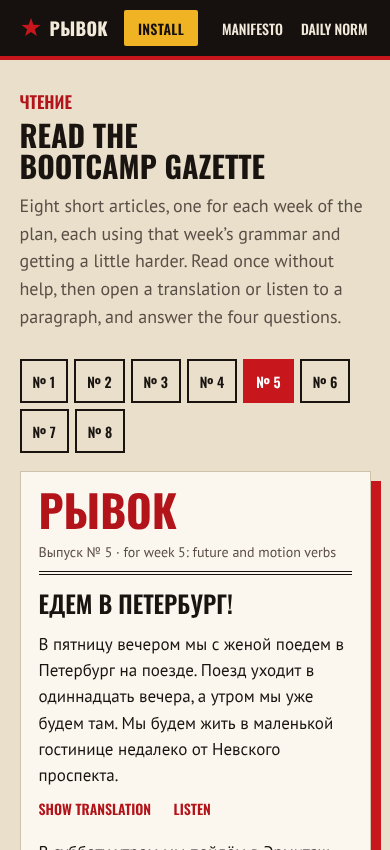 РЫВОК
INSTALL
MANIFESTO
DAILY NORM
ЧТЕНИЕ
READ THE
BOOTCAMP GAZETTE
Eight short articles, one for each week of the
plan, each using that week’s grammar and
getting a little harder. Read once without
help, then open a translation or listen to a
paragraph, and answer the four questions.
№ 1
№ 2
№ 3
№ 4
№ 5
№ 6
№ 7
№ 8
РЫВОК
Выпуск № 5 · for week 5: future and motion verbs
ЕДЕМ В ПЕТЕРБУРГ!
В пятницу вечером мы с женой поедем в
Петербург на поезде. Поезд уходит в
одиннадцать вечера, а утром мы уже
будем там. Мы будем жить в маленькой
гостинице недалеко от Невского
проспекта.
SHOW TRANSLATION
LISTEN